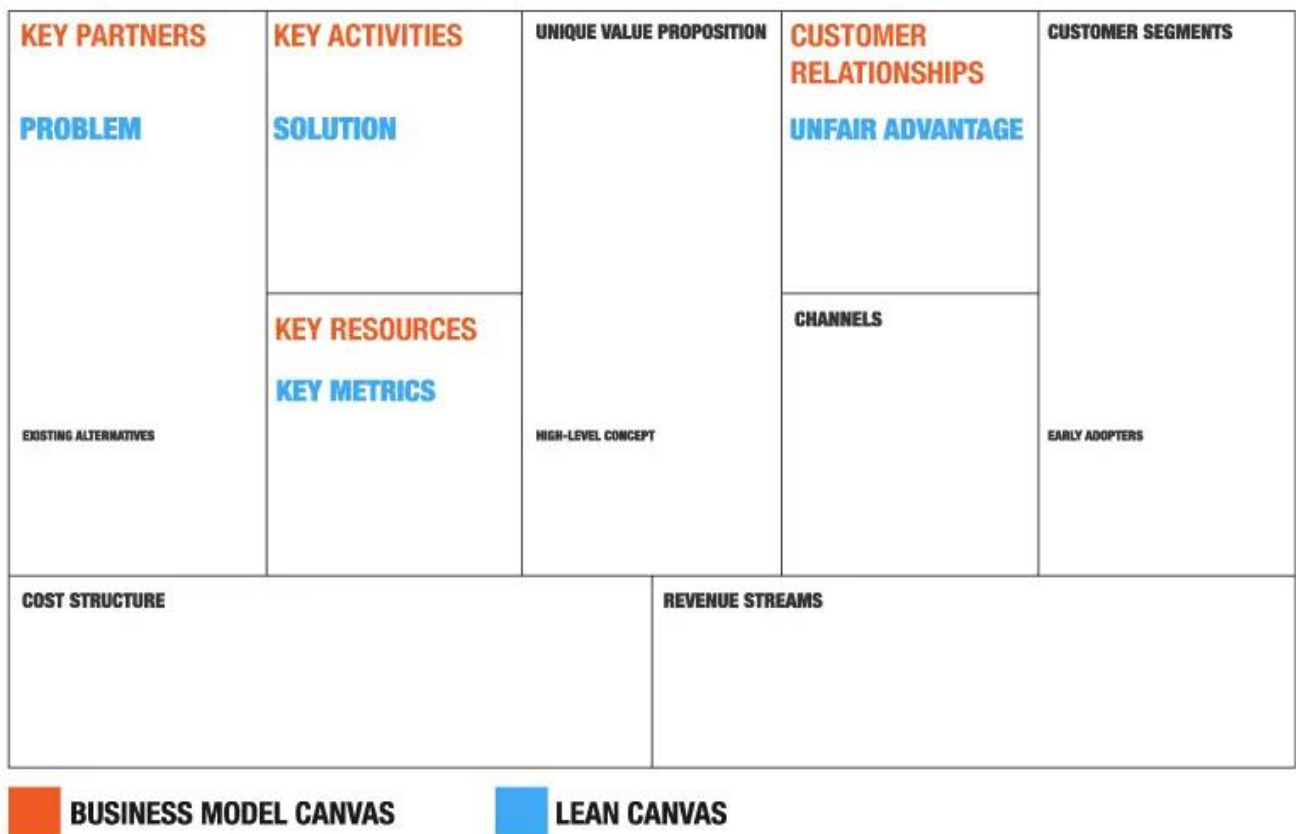 KEY PARTNERS
PROBLEM
EXISTING ALTERNATIVES
KEY ACTIVITIES
SOLUTION
KEY RESOURCES
KEY METRICS
UNIQUE VALUE PROPOSITION
HIGH-LEVEL CONCEPT
CUSTOMER
RELATIONSHIPS
UNFAIR ADVANTAGE
CHANNELS
CUSTOMER SEGMENTS
EARLY ADOPTERS
COST STRUCTURE
REVENUE STREAMS
BUSINESS MODEL CANVAS
LEAN CANVAS